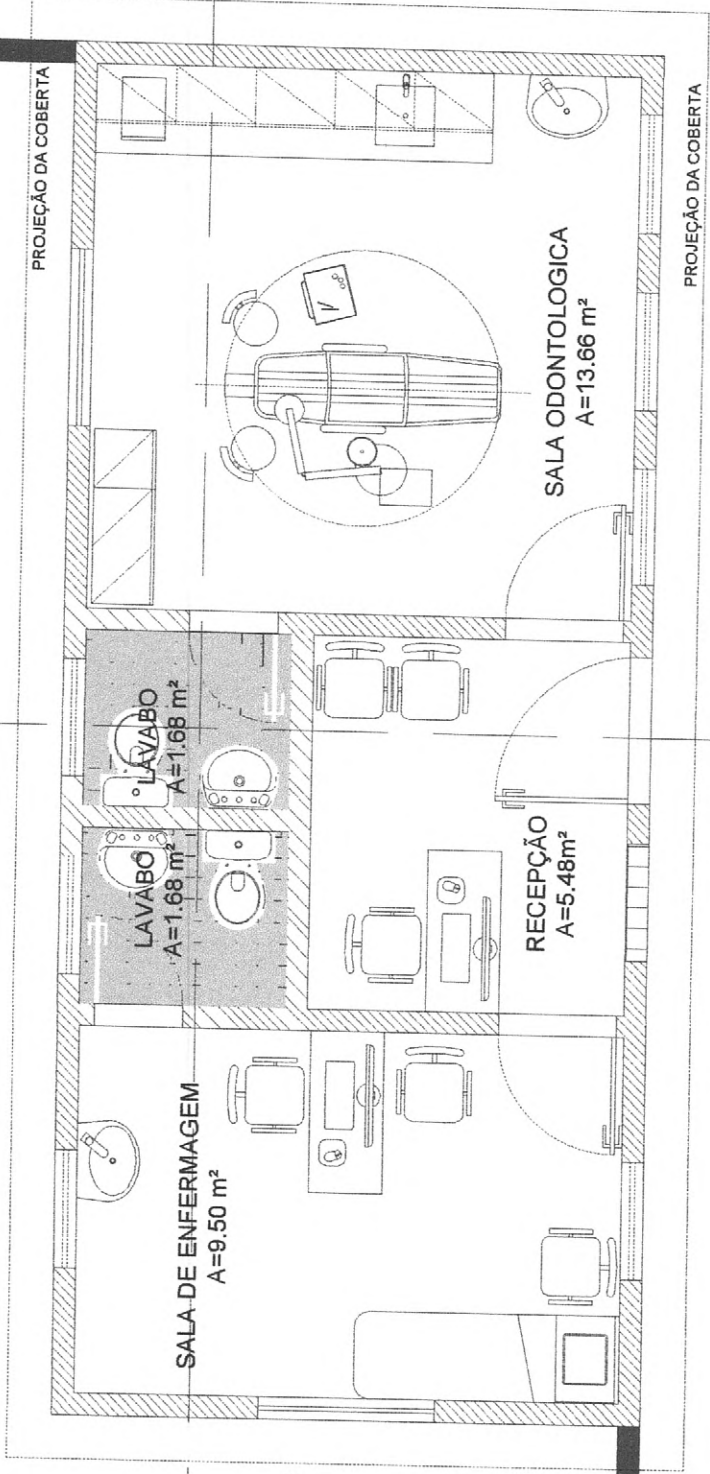 PROJEÇÃO DA COBERTA
SALA DE ENFERMAGEM
A=9.50 m²
LAVABO
A=1.68 m²
LAVABO
A=1.68 m²
RECEPÇÃO
A=5.48m²
SALA ODONTOLOGICA
A=13.66 m²
PROJEÇÃO DA COBERTA